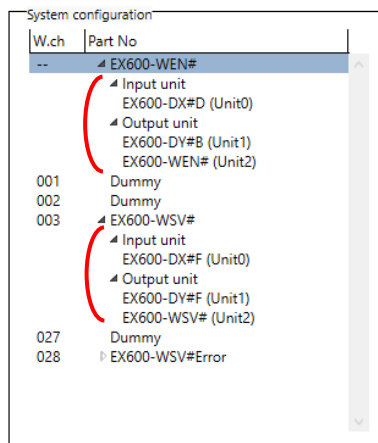 System configuration
W.ch Part No
-- EX600-WEN#
Input unit
EX600-DX#D (Unit0)
Output unit
EX600-DY#B (Unit1)
EX600-WEN# (Unit2)
001 Dummy
002 Dummy
003 EX600-WSV#
Input unit
EX600-DX#F (Unit0)
Output unit
EX600-DY#F (Unit1)
EX600-WSV# (Unit2)
027 Dummy
028 EX600-WSV#Error